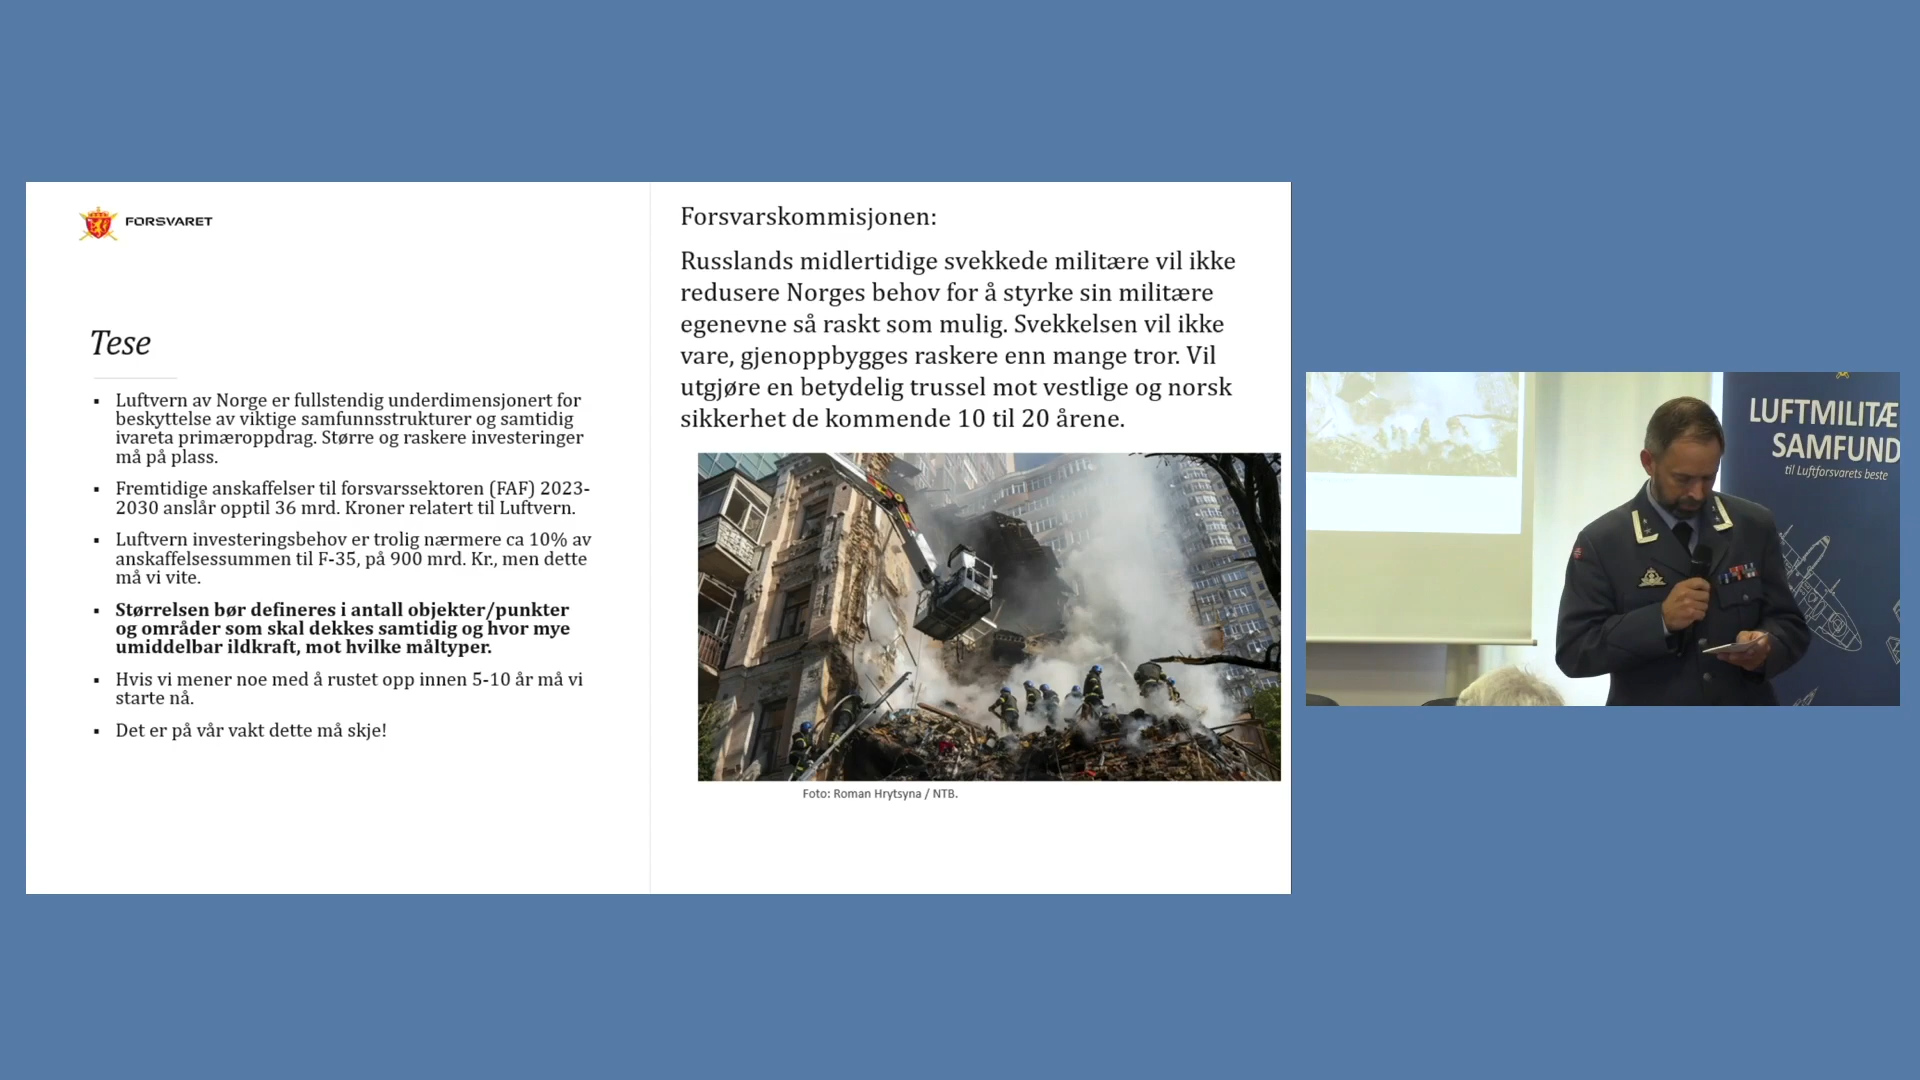 FORSVARET
Tese
▪ Luftvern av Norge er fullstendig underdimensjonert for
beskyttelse av viktige samfunnsstrukturer og samtidig
ivareta primæroppdrag. Større og raskere investeringer
må på plass.
▪ Fremtidige anskaffelser til forsvarssektoren (FAF) 2023-
2030 anslår opptil 36 mrd. Kroner relatert til Luftvern.
▪ Luftvern investeringsbehov er trolig nærmere ca 10% av
anskaffelsessummen til F-35, på 900 mrd. Kr., men dette
må vi vite.
▪ Størrelsen bør defineres i antall objekter/punkter
og områder som skal dekkes samtidig og hvor mye
umiddelbar ildkraft, mot hvilke måltyper.
▪ Hvis vi mener noe med å rustet opp innen 5-10 år må vi
starte nå.
▪ Det er på vår vakt dette må skje!
Forsvarskommisjonen:
Russlands midlertidige svekkede militære vil ikke
redusere Norges behov for å styrke sin militære
egenevne så raskt som mulig. Svekkelsen vil ikke
vare, gjenoppbygges raskere enn mange tror. Vil
utgjøre en betydelig trussel mot vestlige og norsk
sikkerhet de kommende 10 til 20 årene.
Foto: Roman Hrytsyna / NTB.
LUFTMILITÆ
SAMFUND
til Luftforsvarets beste